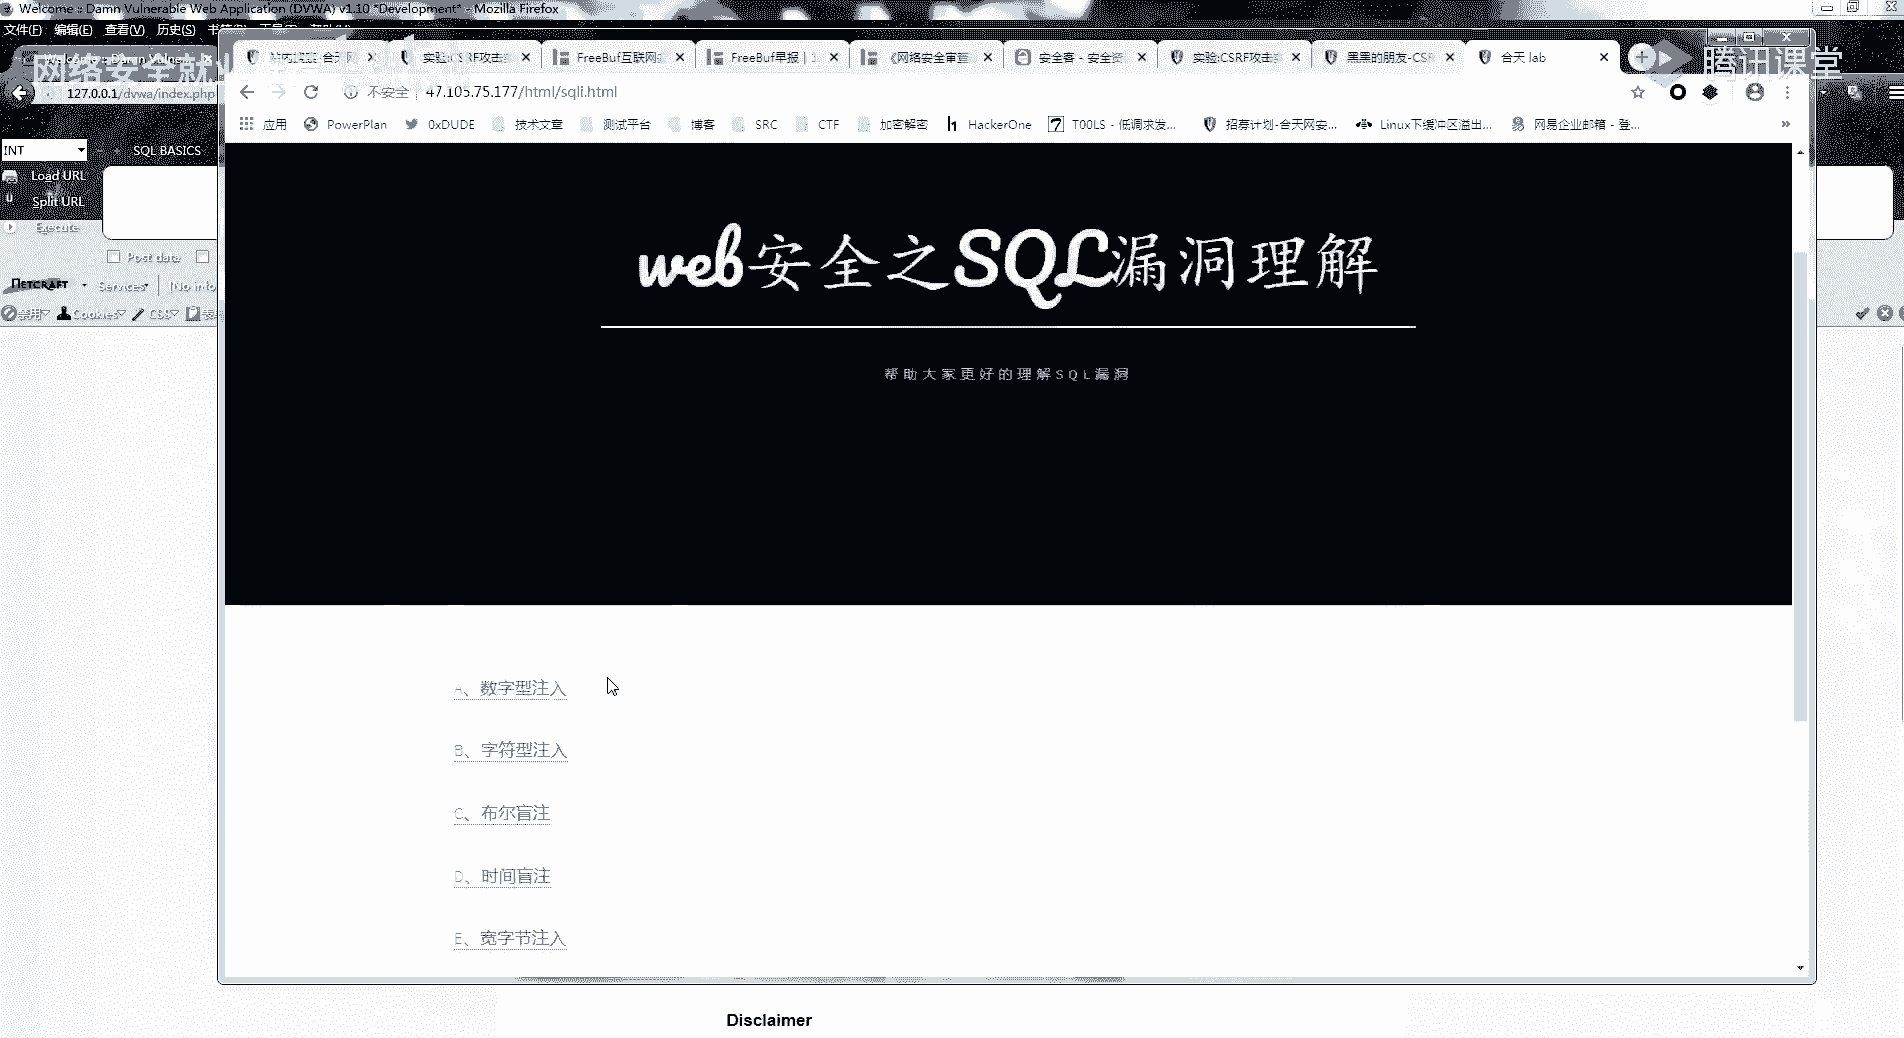 Welcome :: Damn Vulnerable Web Application (DVWA) v1.10 *Development* - Mozilla Firefox
文件(F) 编辑(E) 查看(V) 历史(S)
网络安全就业
腾讯课堂
实验:CSRF攻击 FreeBuf互联网 FreeBuf早报 | 《网络安全审查 安全客 - 安全资 实验:CSRF攻击 黑黑的朋友-CSR 合天 lab
127.0.0.1/dvwa/index.php
不安全 47.105.75.177/html/sqli.html
应用 PowerPlan 0xDUDE 技术文章 测试平台 博客 SRC CTF 加密解密 HackerOne T00LS - 低调求发... 招募计划-合天网安... Linux下缓冲区溢出... 网易企业邮箱 - 登... »
INT SQL BASICS
Load URL
Split URL
Execute
Post data
NETCRAFT Services [No info
禁用 Cookies CSS
web安全之SQL漏洞理解
帮助大家更好的理解SQL漏洞
A、数字型注入
B、字符型注入
C、布尔盲注
D、时间盲注
E、宽字节注入
Disclaimer